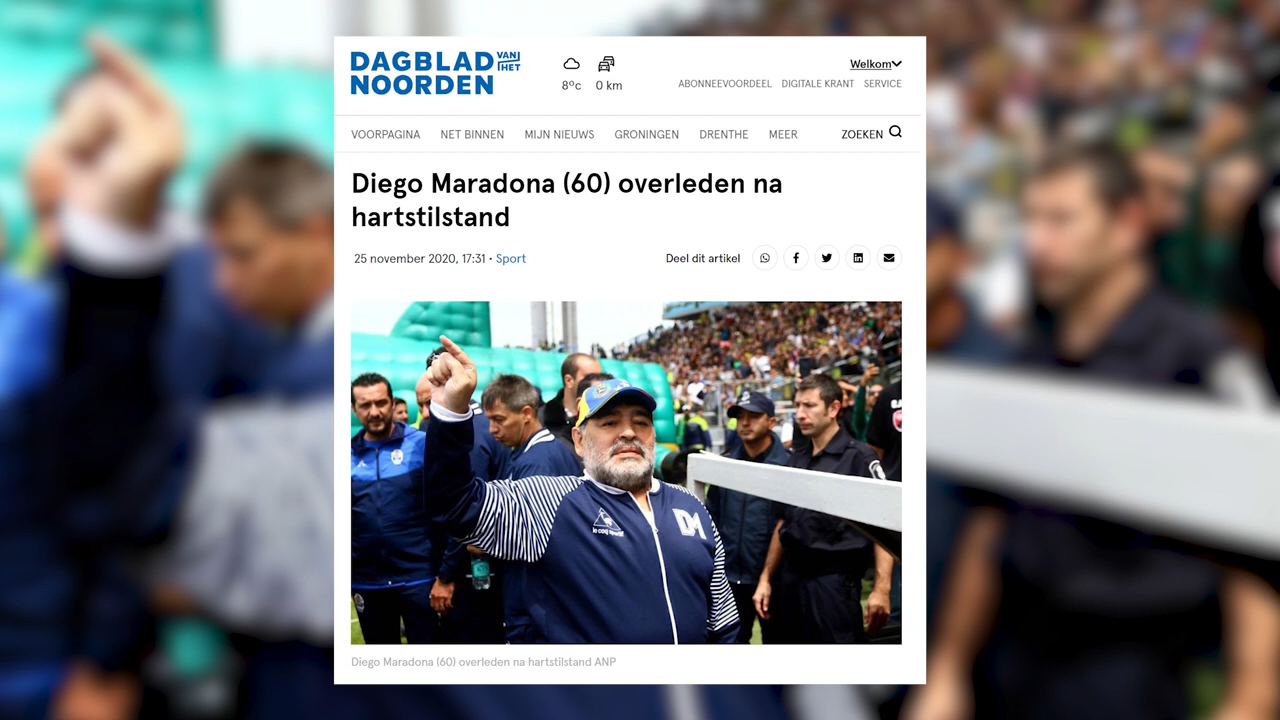 DAGBLAD VAN HET
NOORDEN
8°c 0 km
Welkom
ABONNEEVOORDEEL DIGITALE KRANT SERVICE
VOORPAGINA NET BINNEN MIJN NIEUWS GRONINGEN DRENTHE MEER ZOEKEN
Diego Maradona (60) overleden na
hartstilstand
25 november 2020, 17:31 • Sport
Deel dit artikel
le coq sportif
DM
Diego Maradona (60) overleden na hartstilstand ANP